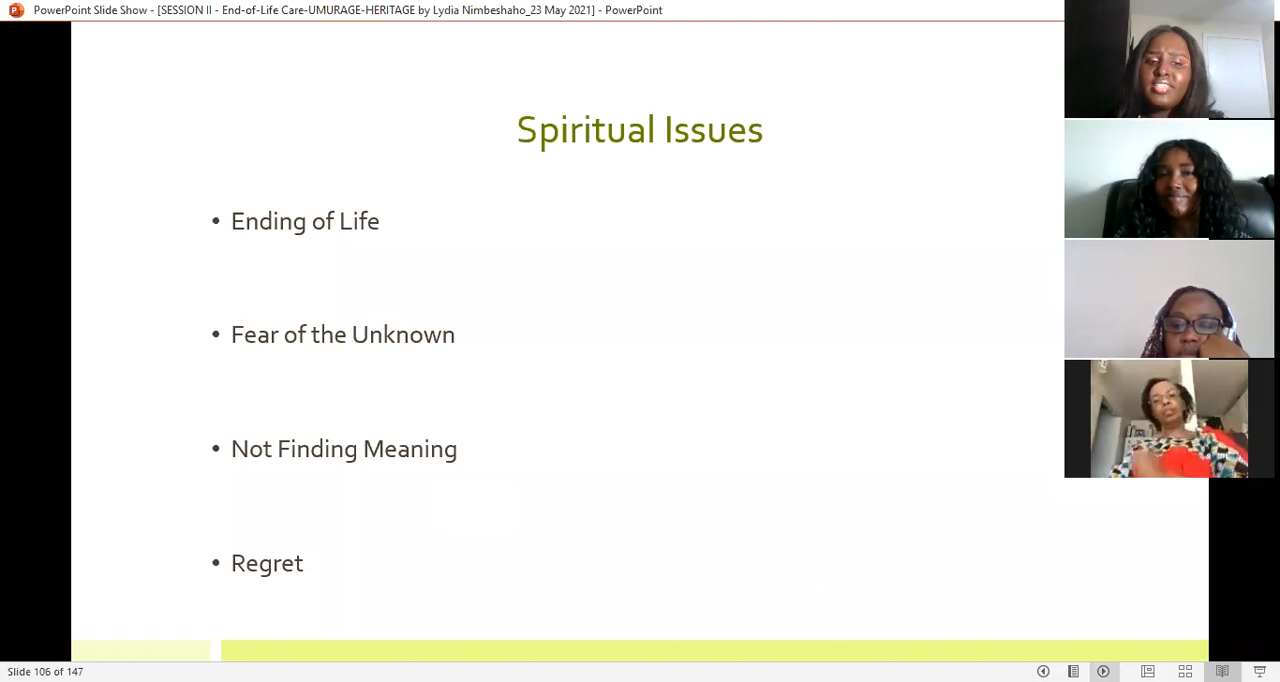 PowerPoint Slide Show - [SESSION II - End-of-Life Care-UMURAGE-HERITAGE by Lydia Nimbeshaho_23 May 2021] - PowerPoint
Spiritual Issues
• Ending of Life
• Fear of the Unknown
• Not Finding Meaning
• Regret
Slide 106 of 147